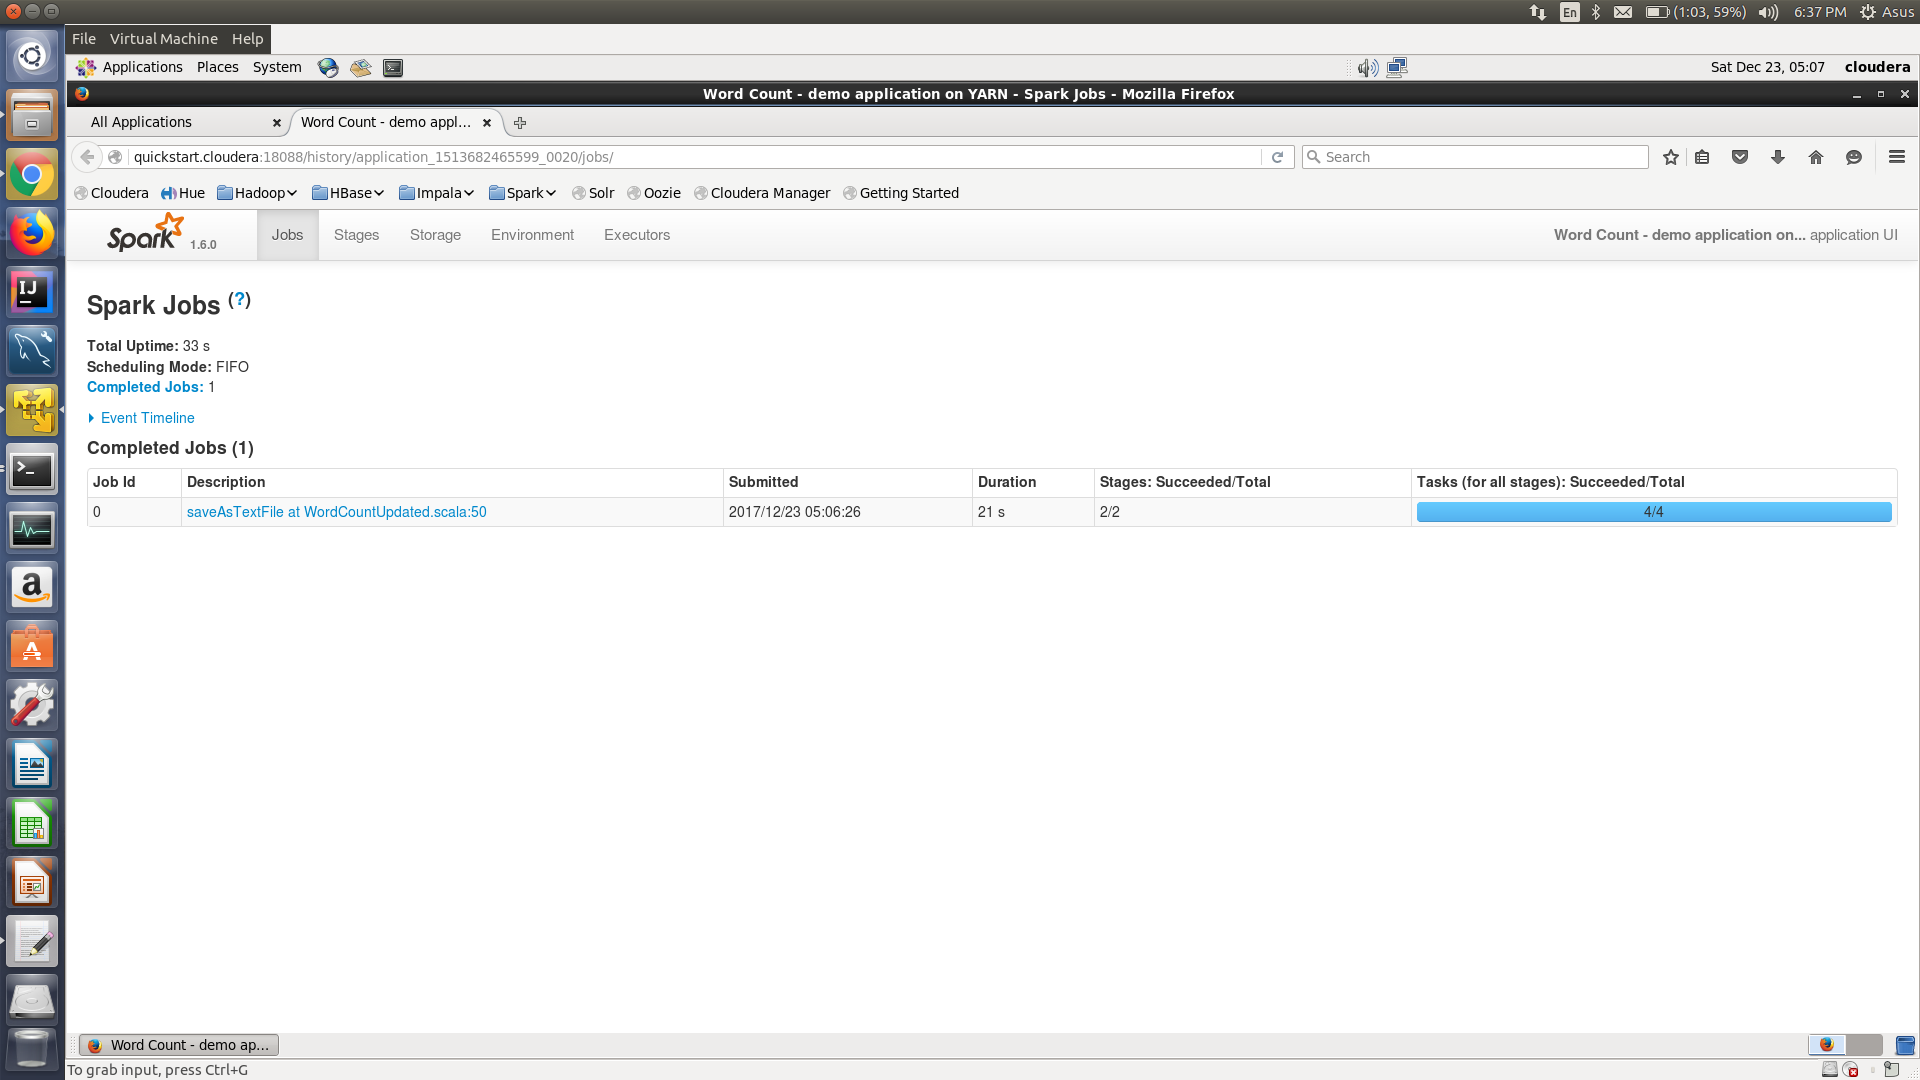 En (1:03, 59%) 6:37 PM Asus
File Virtual Machine Help
Applications Places System Sat Dec 23, 05:07 cloudera
Word Count - demo application on YARN - Spark Jobs - Mozilla Firefox
All Applications Word Count - demo appl...
quickstart.cloudera:18088/history/application_1513682465599_0020/jobs/ Search
Cloudera Hue Hadoop HBase Impala Spark Solr Oozie Cloudera Manager Getting Started
Spark 1.6.0 Jobs Stages Storage Environment Executors Word Count - demo application on... application UI
Spark Jobs (?)
Total Uptime: 33 s
Scheduling Mode: FIFO
Completed Jobs: 1
Event Timeline
Completed Jobs (1)
Job Id Description Submitted Duration Stages: Succeeded/Total Tasks (for all stages): Succeeded/Total
0 saveAsTextFile at WordCountUpdated.scala:50 2017/12/23 05:06:26 21 s 2/2 4/4
Word Count - demo ap...
To grab input, press Ctrl+G
IJ
a
A